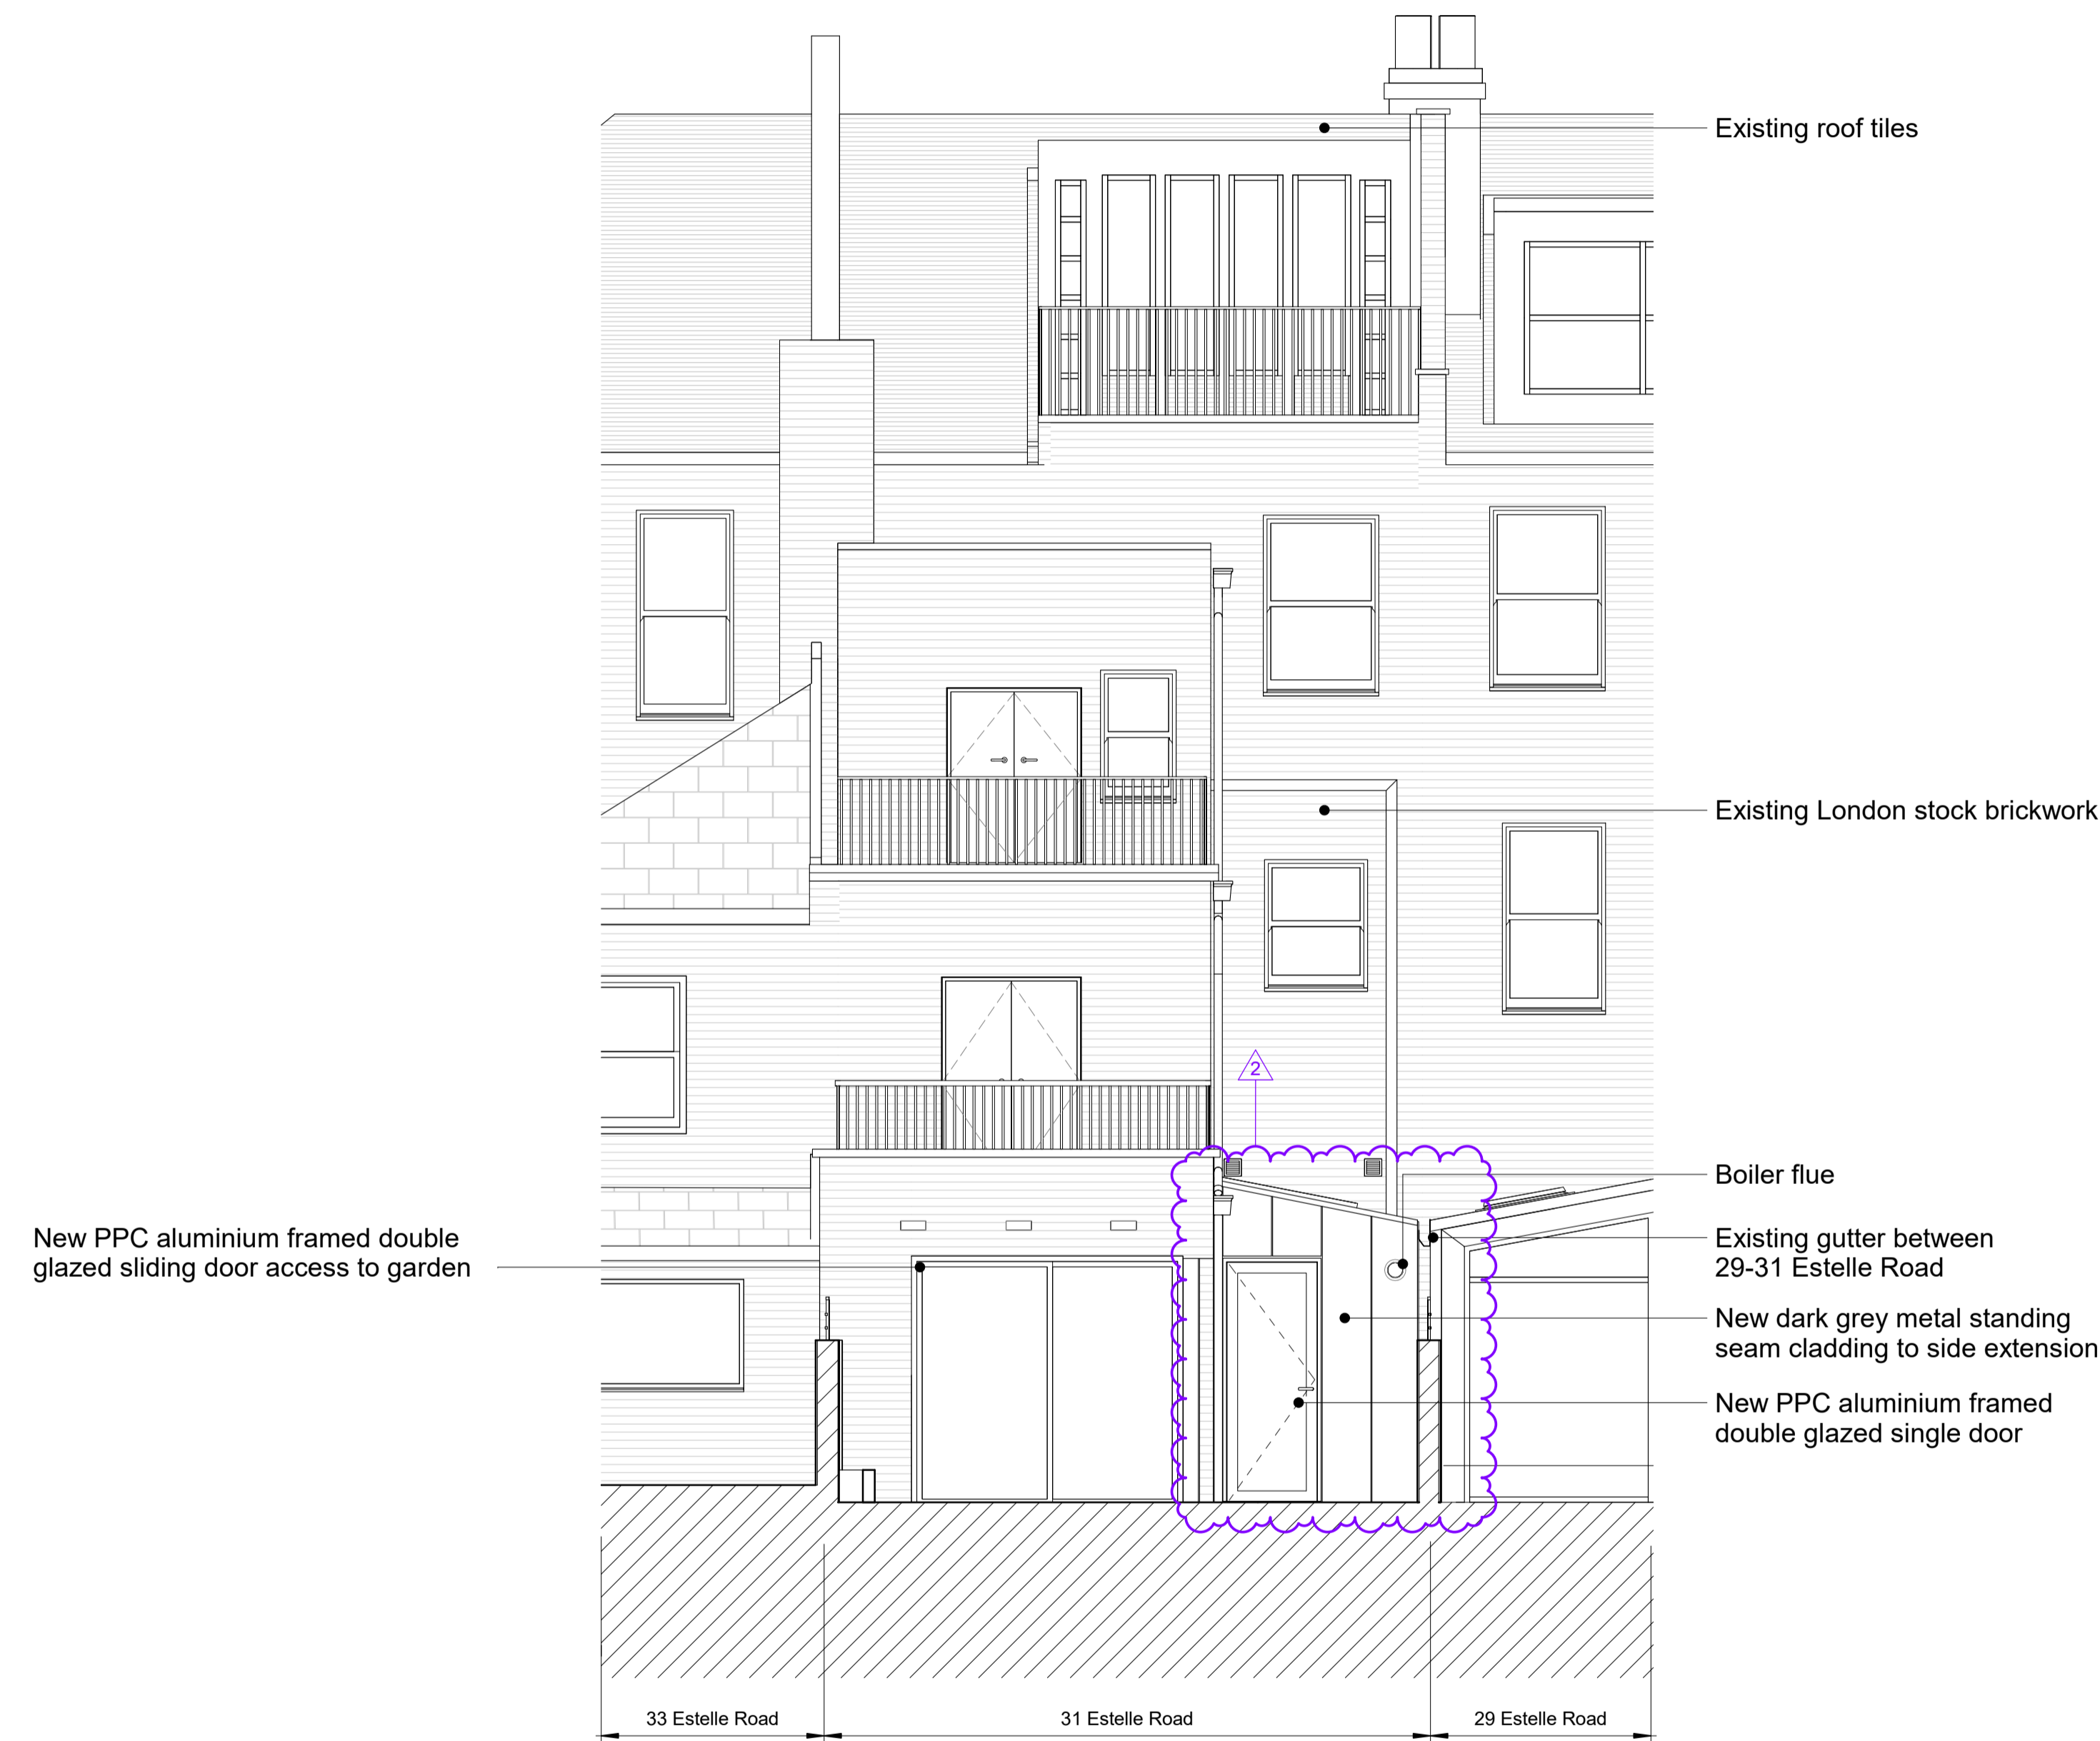 Existing roof tiles
Existing London stock brickwork
2
Boiler flue
New PPC aluminium framed double
glazed sliding door access to garden
Existing gutter between
29-31 Estelle Road
New dark grey metal standing
seam cladding to side extension
New PPC aluminium framed
double glazed single door
33 Estelle Road
31 Estelle Road
29 Estelle Road